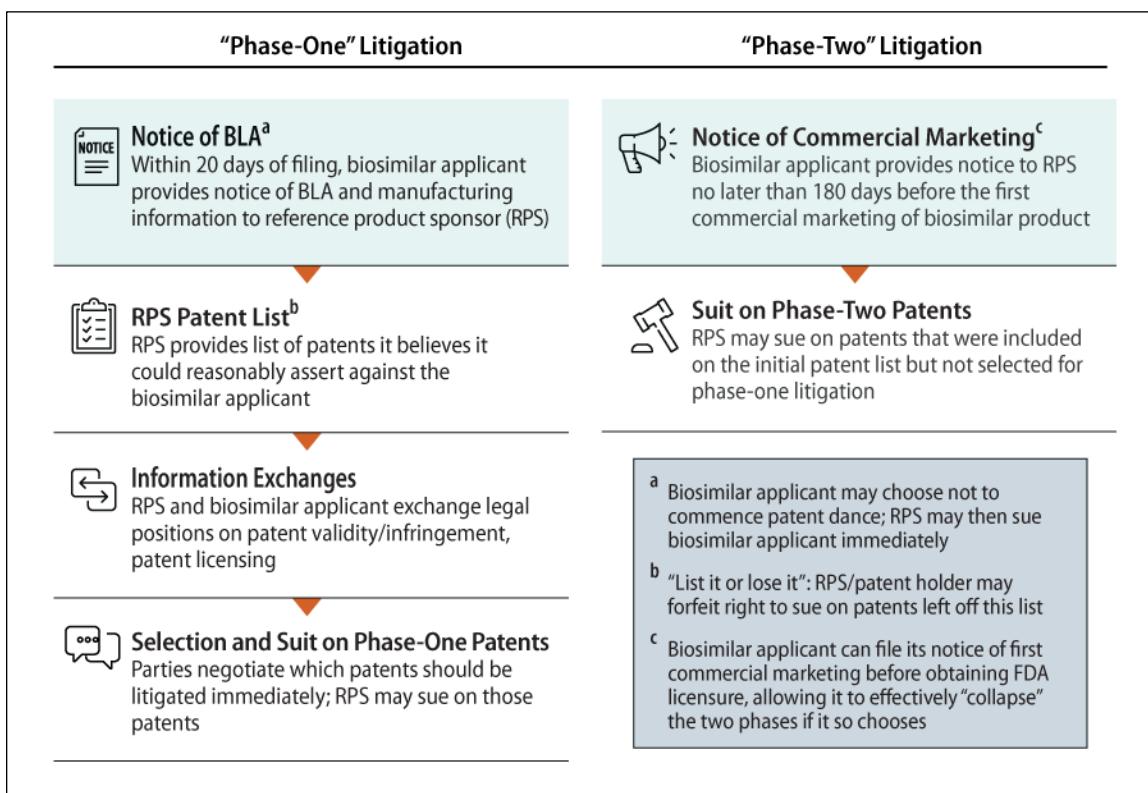 “Phase-One” Litigation
“Phase-Two” Litigation
NOTICE
Notice of BLAᵃ
Within 20 days of filing, biosimilar applicant
provides notice of BLA and manufacturing
information to reference product sponsor (RPS)
RPS Patent Listᵇ
RPS provides list of patents it believes it
could reasonably assert against the
biosimilar applicant
Information Exchanges
RPS and biosimilar applicant exchange legal
positions on patent validity/infringement,
patent licensing
Selection and Suit on Phase-One Patents
Parties negotiate which patents should be
litigated immediately; RPS may sue on those
patents
Notice of Commercial Marketingᶜ
Biosimilar applicant provides notice to RPS
no later than 180 days before the first
commercial marketing of biosimilar product
Suit on Phase-Two Patents
RPS may sue on patents that were included
on the initial patent list but not selected for
phase-one litigation
ᵃ Biosimilar applicant may choose not to
commence patent dance; RPS may then sue
biosimilar applicant immediately
ᵇ “List it or lose it”: RPS/patent holder may
forfeit right to sue on patents left off this list
ᶜ Biosimilar applicant can file its notice of first
commercial marketing before obtaining FDA
licensure, allowing it to effectively “collapse”
the two phases if it so chooses